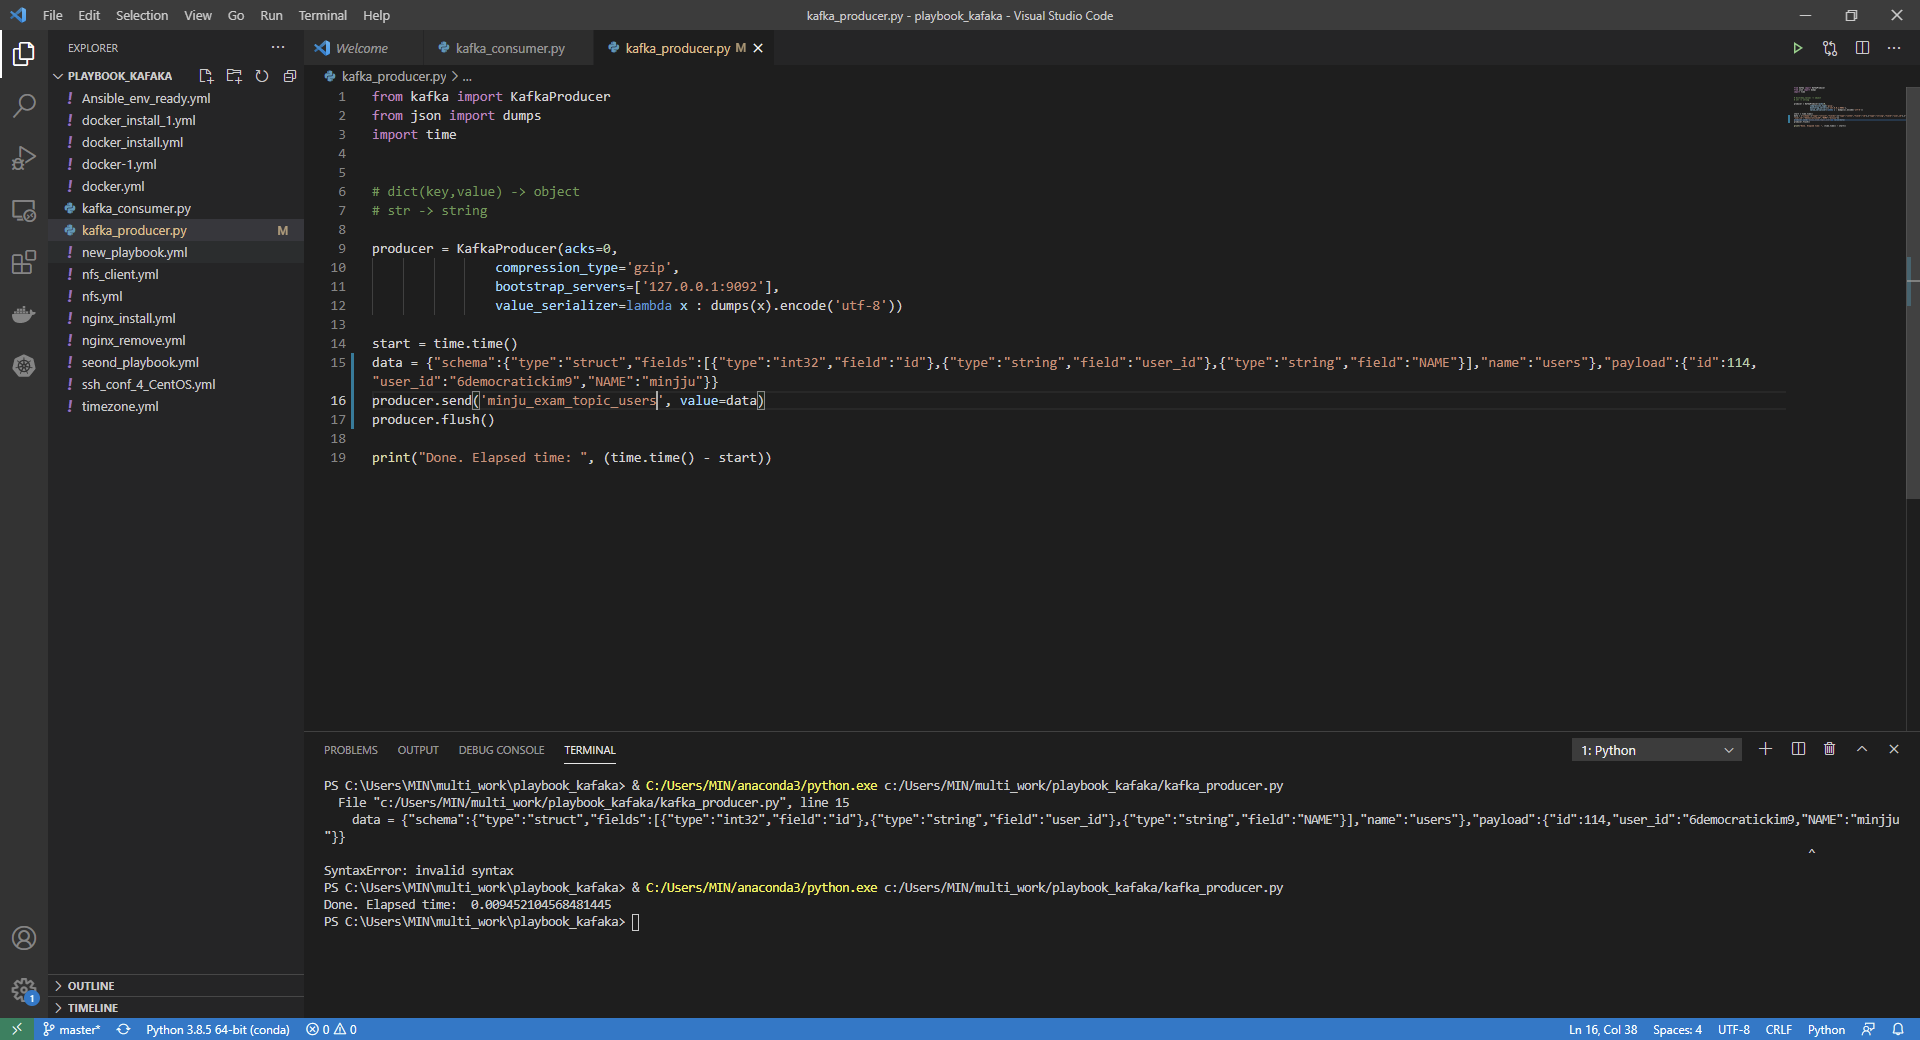 File Edit Selection View Go Run Terminal Help
kafka_producer.py - playbook_kafaka - Visual Studio Code
EXPLORER
PLAYBOOK_KAFAKA
! Ansible_env_ready.yml
! docker_install_1.yml
! docker_install.yml
! docker-1.yml
! docker.yml
kafka_consumer.py
kafka_producer.py M
! new_playbook.yml
! nfs_client.yml
! nfs.yml
! nginx_install.yml
! nginx_remove.yml
! seond_playbook.yml
! ssh_conf_4_CentOS.yml
! timezone.yml
OUTLINE
TIMELINE
Welcome kafka_consumer.py kafka_producer.py M
kafka_producer.py > ...
1 from kafka import KafkaProducer
2 from json import dumps
3 import time
4
5
6 # dict(key,value) -> object
7 # str -> string
8
9 producer = KafkaProducer(acks=0,
10 compression_type='gzip',
11 bootstrap_servers=['127.0.0.1:9092'],
12 value_serializer=lambda x : dumps(x).encode('utf-8'))
13
14 start = time.time()
15 data = {"schema":{"type":"struct","fields":[{"type":"int32","field":"id"},{"type":"string","field":"user_id"},{"type":"string","field":"NAME"}],"name":"users"},"payload":{"id":114,
"user_id":"6democratickim9","NAME":"minjju"}}
16 producer.send('minju_exam_topic_users', value=data)
17 producer.flush()
18
19 print("Done. Elapsed time: ", (time.time() - start))
PROBLEMS OUTPUT DEBUG CONSOLE TERMINAL
1: Python
PS C:\Users\MIN\multi_work\playbook_kafaka> & C:/Users/MIN/anaconda3/python.exe c:/Users/MIN/multi_work/playbook_kafaka/kafka_producer.py
File "c:/Users/MIN/multi_work/playbook_kafaka/kafka_producer.py", line 15
data = {"schema":{"type":"struct","fields":[{"type":"int32","field":"id"},{"type":"string","field":"user_id"},{"type":"string","field":"NAME"}],"name":"users"},"payload":{"id":114,"user_id":"6democratickim9,"NAME":"minjju
"}}
^
SyntaxError: invalid syntax
PS C:\Users\MIN\multi_work\playbook_kafaka> & C:/Users/MIN/anaconda3/python.exe c:/Users/MIN/multi_work/playbook_kafaka/kafka_producer.py
Done. Elapsed time:  0.009452104568481445
PS C:\Users\MIN\multi_work\playbook_kafaka>
1
master* Python 3.8.5 64-bit (conda) 0 0
Ln 16, Col 38 Spaces: 4 UTF-8 CRLF Python